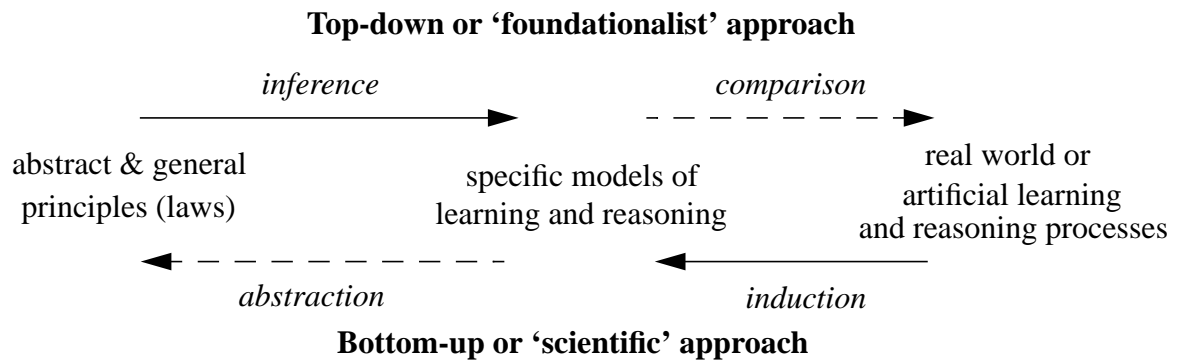 Top-down or ‘foundationalist’ approach
inference
comparison
abstract & general
principles (laws)
specific models of
learning and reasoning
real world or
artificial learning
and reasoning processes
abstraction
induction
Bottom-up or ‘scientific’ approach